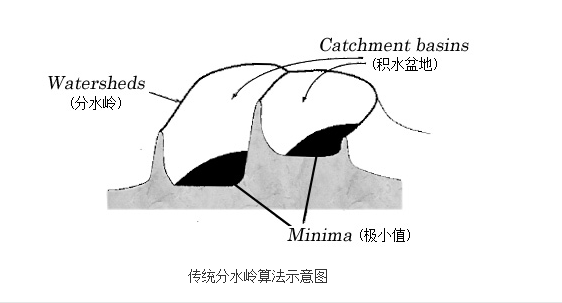 Catchment basins
(积水盆地)
Watersheds
(分水岭)
Minima (极小值)
传统分水岭算法示意图